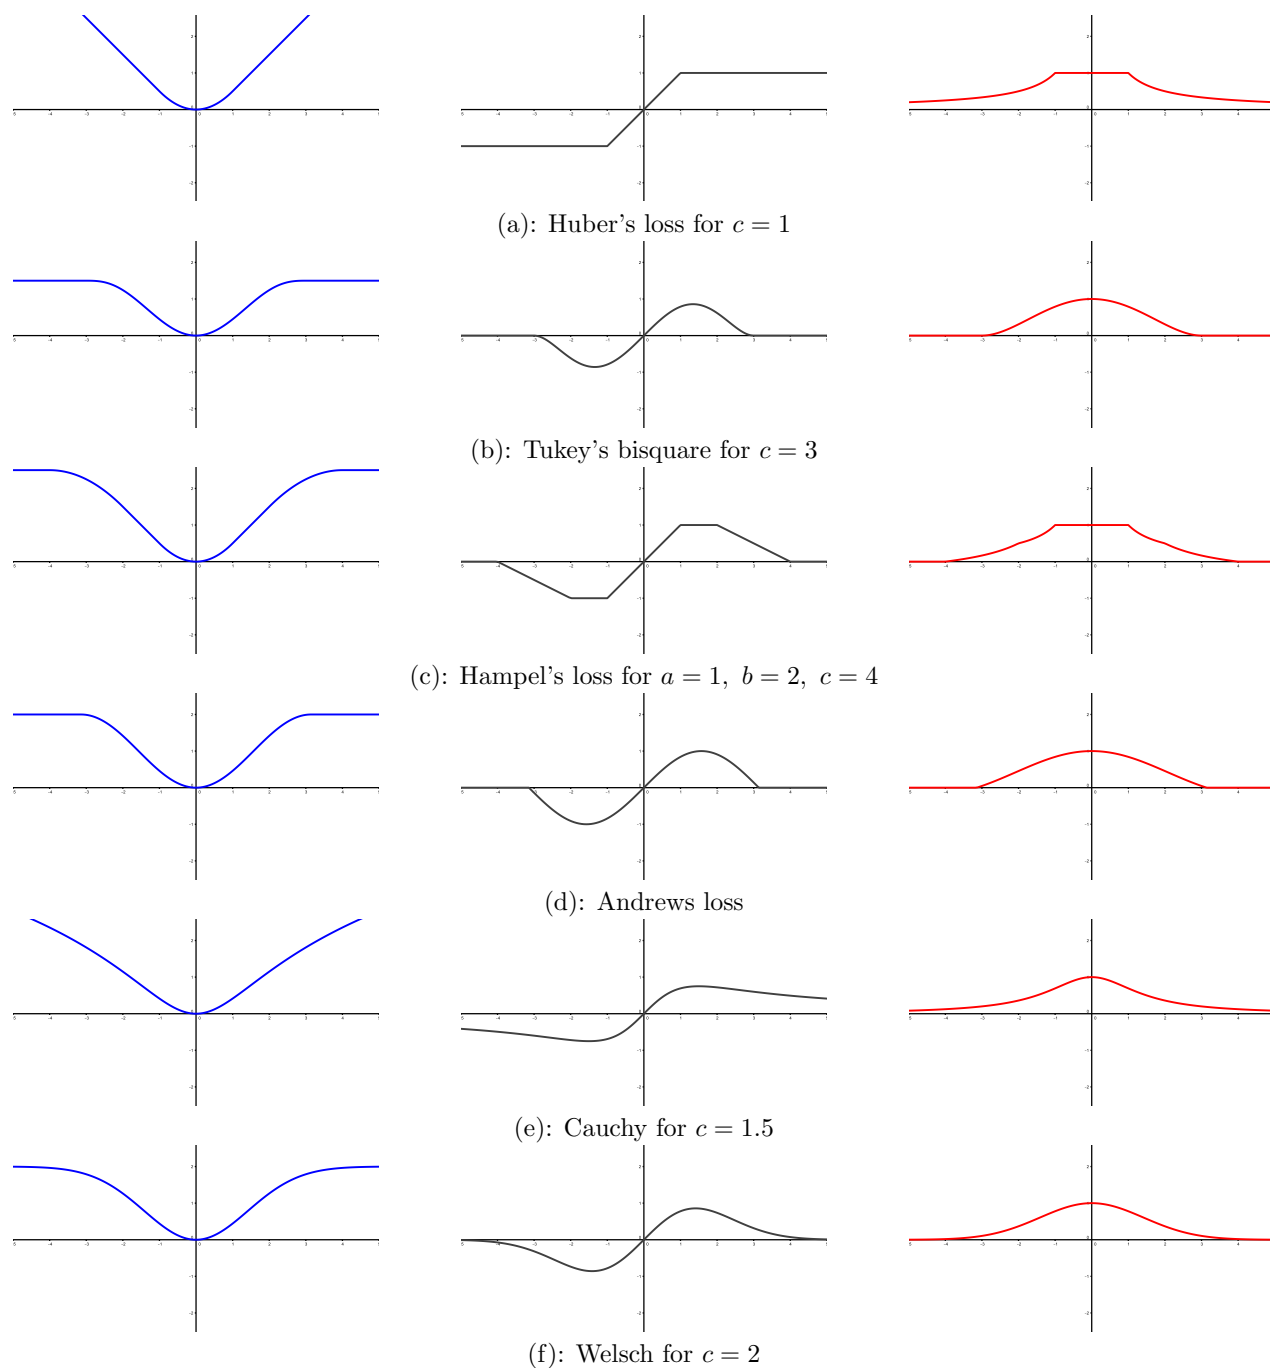 (a): Huber's loss for c = 1
(b): Tukey's bisquare for c = 3
(c): Hampel's loss for a = 1, b = 2, c = 4
(d): Andrews loss
(e): Cauchy for c = 1.5
(f): Welsch for c = 2